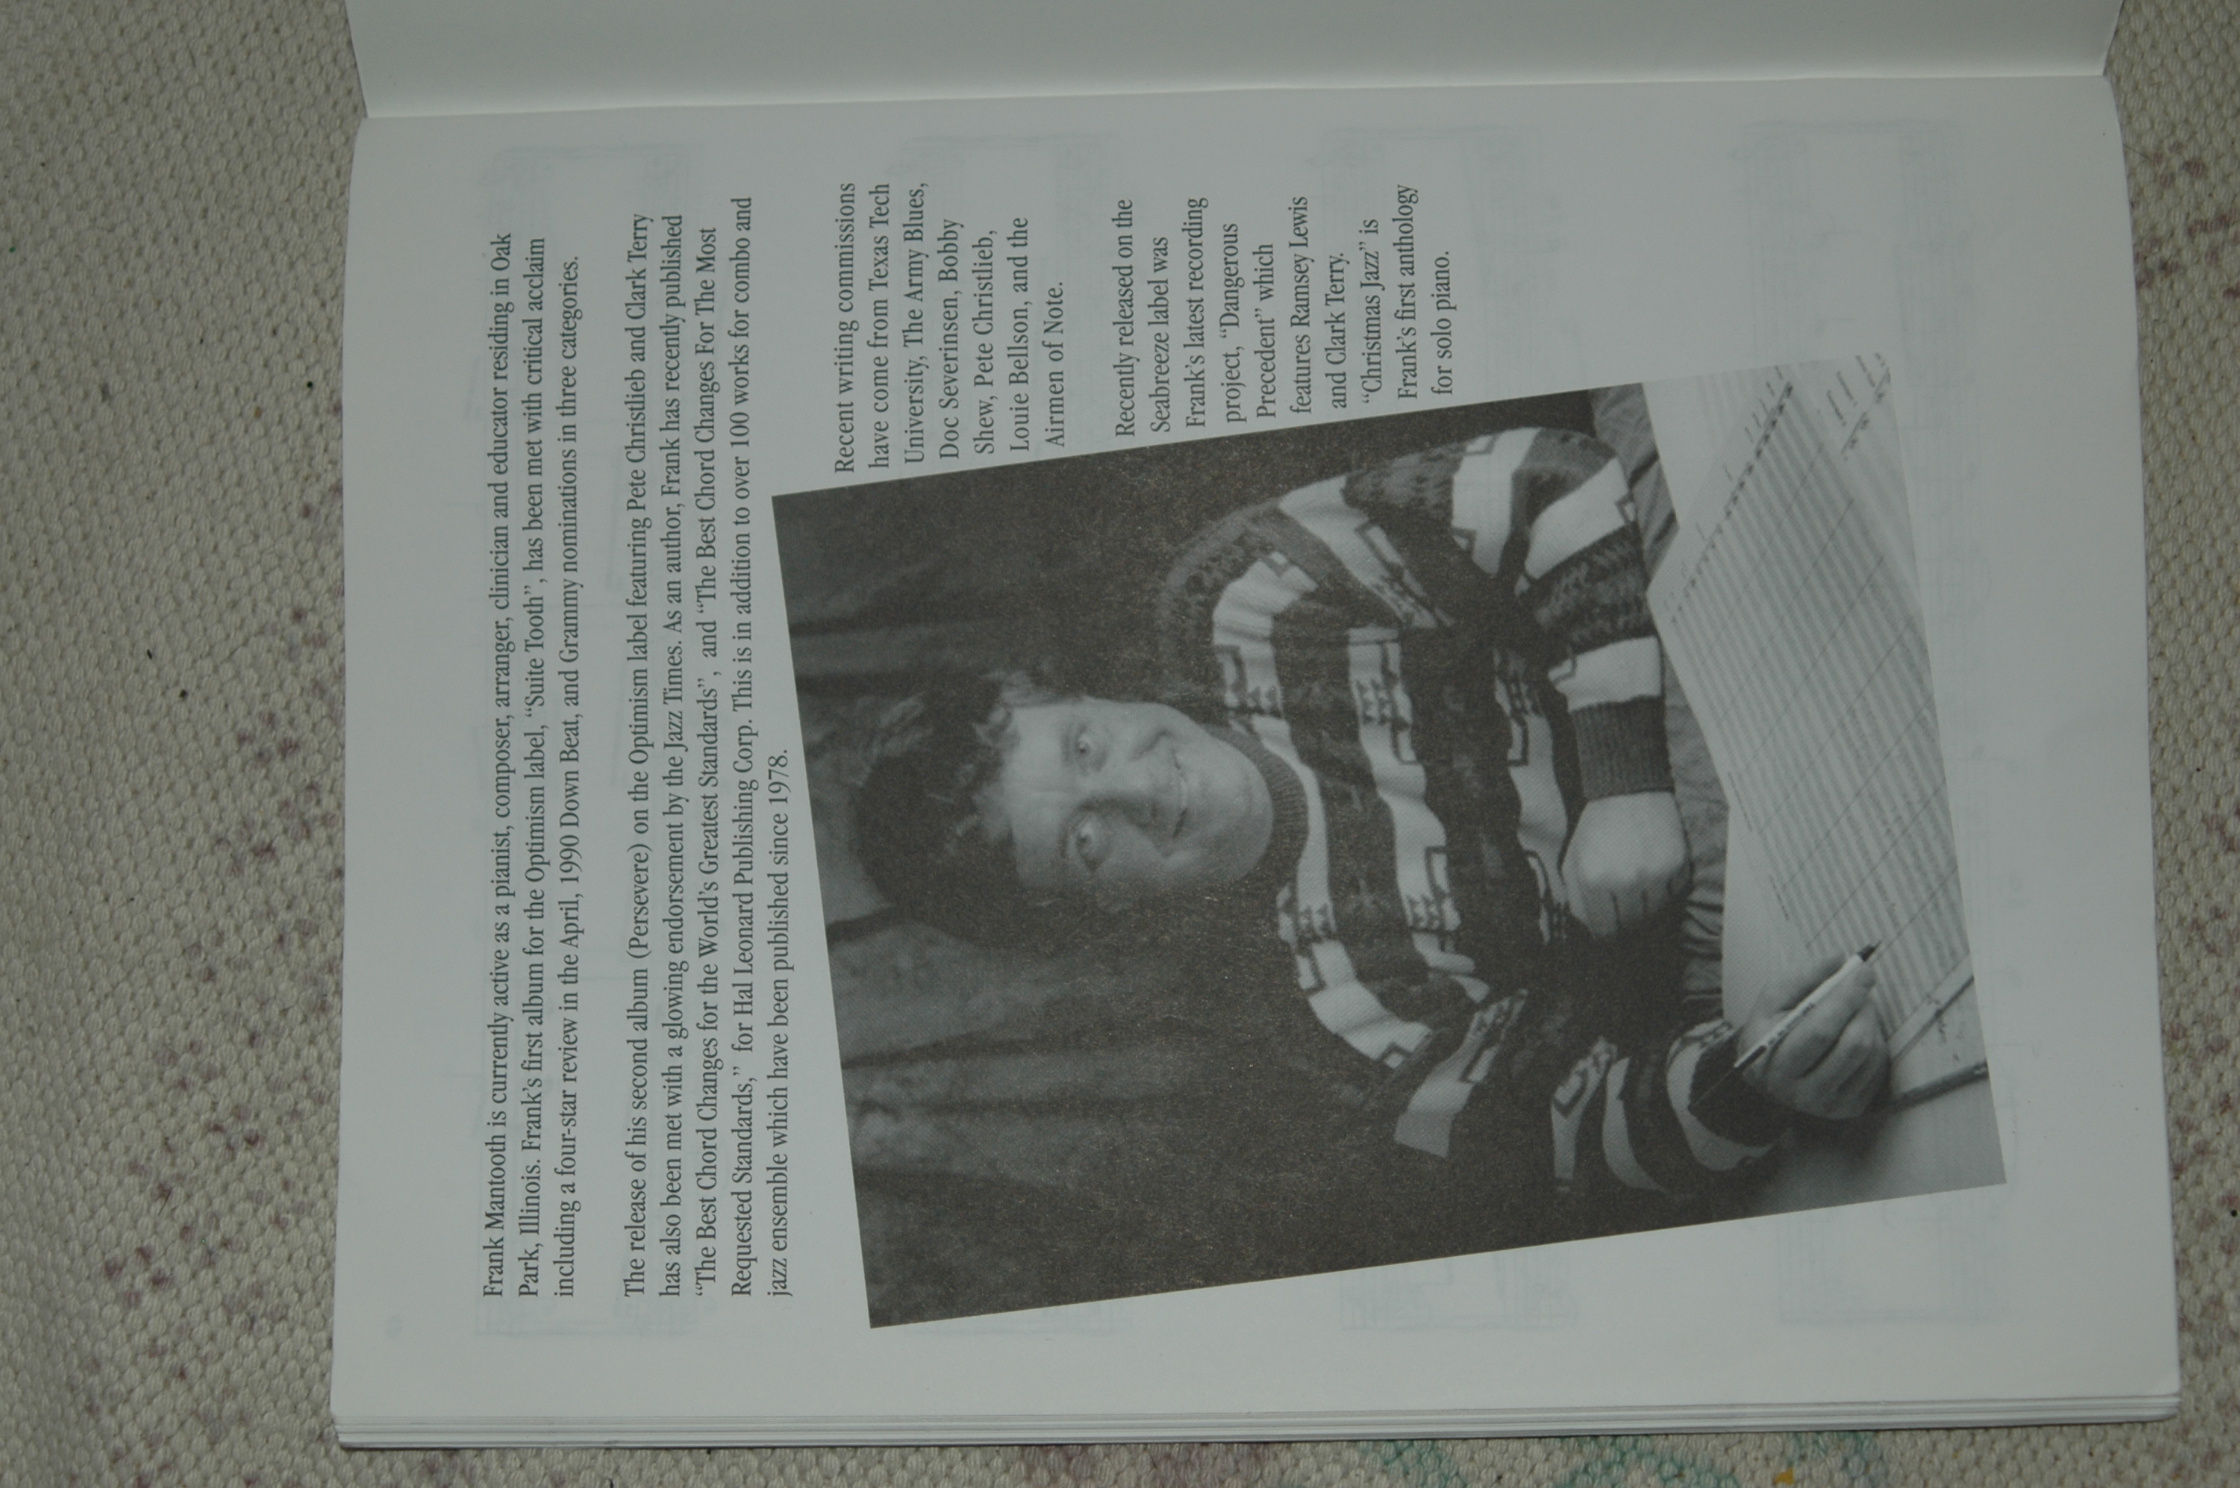 Frank Mantooth is currently active as a pianist, composer, arranger, clinician and educator residing in Oak
Park, Illinois. Frank's first album for the Optimism label, “Suite Tooth”, has been met with critical acclaim
including a four-star review in the April, 1990 Down Beat, and Grammy nominations in three categories.
The release of his second album (Persevere) on the Optimism label featuring Pete Christlieb and Clark Terry
has also been met with a glowing endorsement by the Jazz Times. As an author, Frank has recently published
“The Best Chord Changes for the World's Greatest Standards”, and “The Best Chord Changes For The Most
Requested Standards,” for Hal Leonard Publishing Corp. This is in addition to over 100 works for combo and
jazz ensemble which have been published since 1978.
Recent writing commissions
have come from Texas Tech
University, The Army Blues,
Doc Severinsen, Bobby
Shew, Pete Christlieb,
Louie Bellson, and the
Airmen of Note.
Recently released on the
Seabreeze label was
Frank's latest recording
project, “Dangerous
Precedent” which
features Ramsey Lewis
and Clark Terry.
“Christmas Jazz” is
Frank's first anthology
for solo piano.